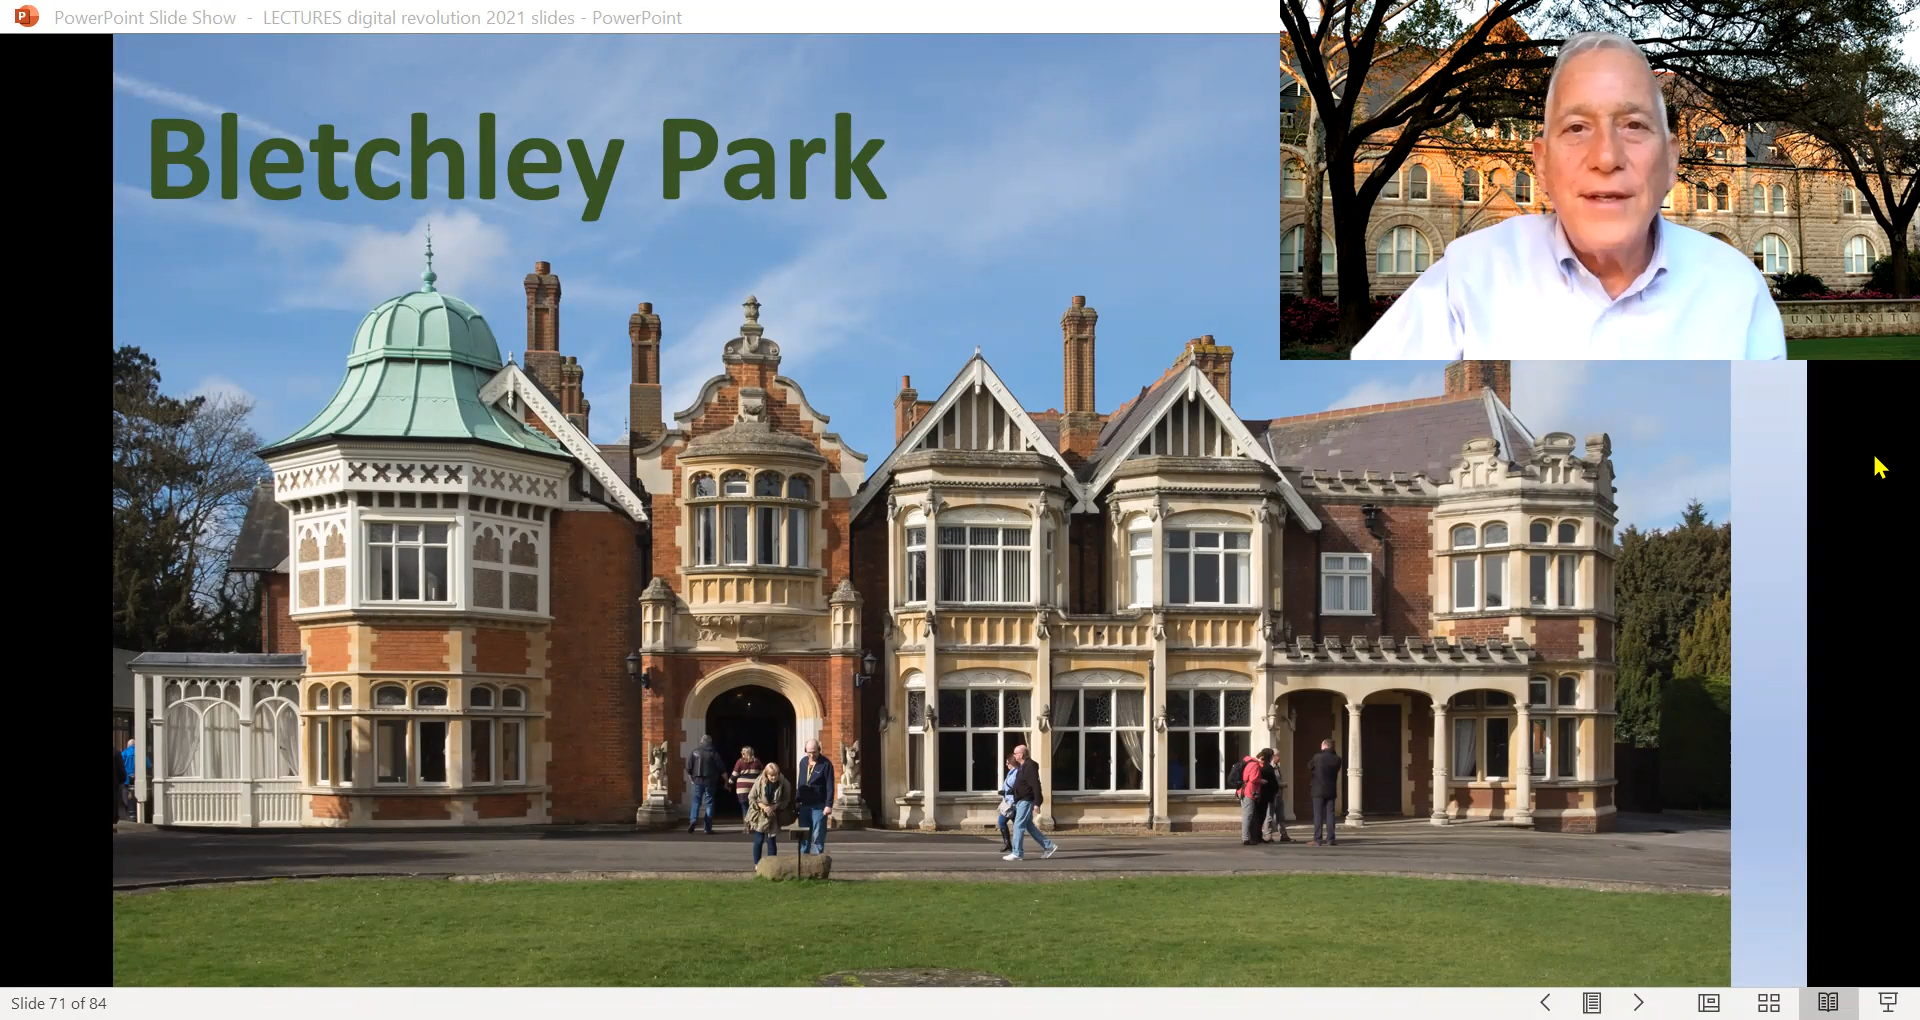 PowerPoint Slide Show - LECTURES digital revolution 2021 slides - PowerPoint
Bletchley Park
UNIVERSITY
Slide 71 of 84